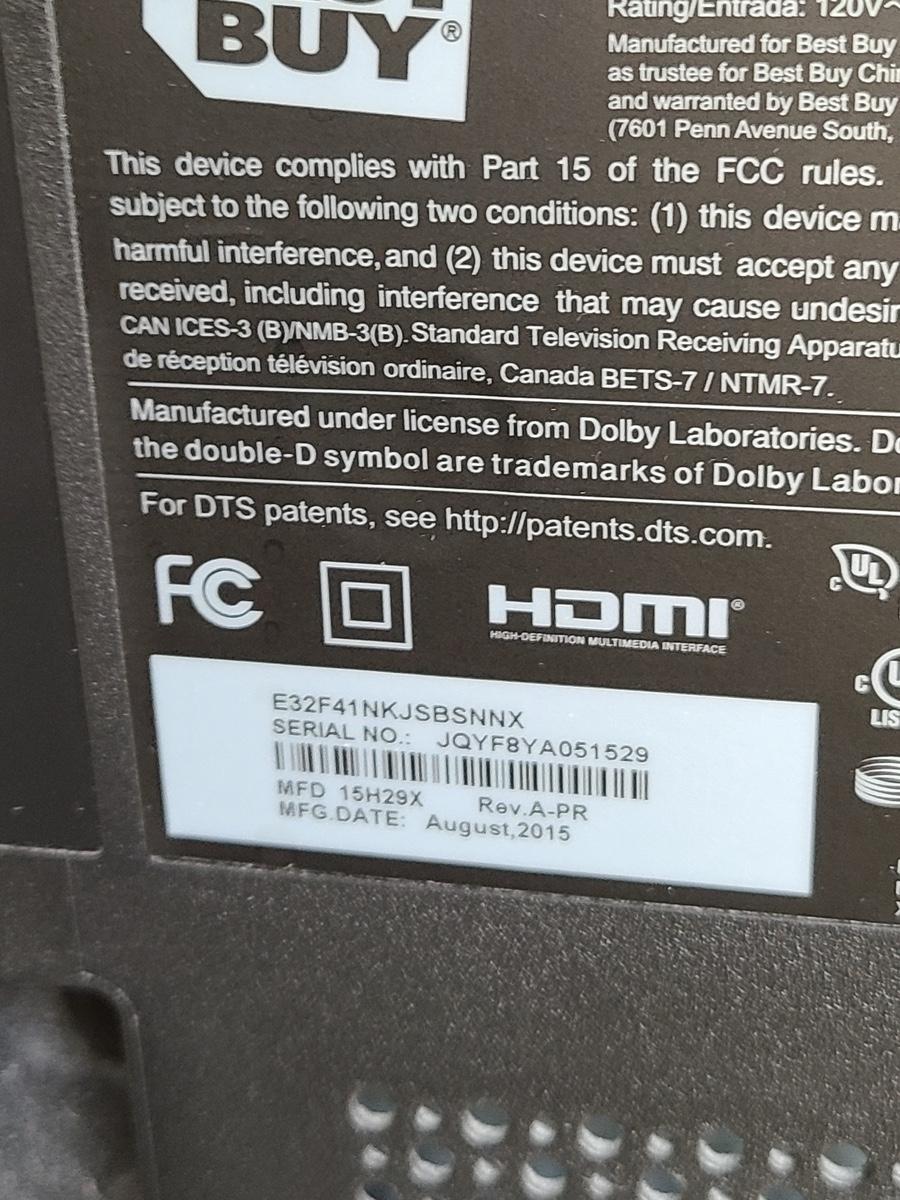 BUY®
Rating/Entrada: 120V~
Manufactured for Best Buy
as trustee for Best Buy
and warranted by Best Buy
(7601 Penn Avenue South,
This device complies with Part 15 of the FCC rules.
subject to the following two conditions: (1) this device
harmful interference, and (2) this device must accept any
received, including interference that may cause
CAN ICES-3 (B)/NMB-3(B). Standard Television Receiving
de réception télévision ordinaire, Canada BETS-7 / NTMR-7.
Manufactured under license from Dolby Laboratories.
the double-D symbol are trademarks of Dolby
For DTS patents, see http://patents.dts.com.
FC
HDMI®
HIGH-DEFINITION MULTIMEDIA INTERFACE
c UL
E32F41NKJSBSNNX
SERIAL NO.: JQYF8YA051529
MFD 15H29X Rev.A-PR
MFG.DATE: August,2015